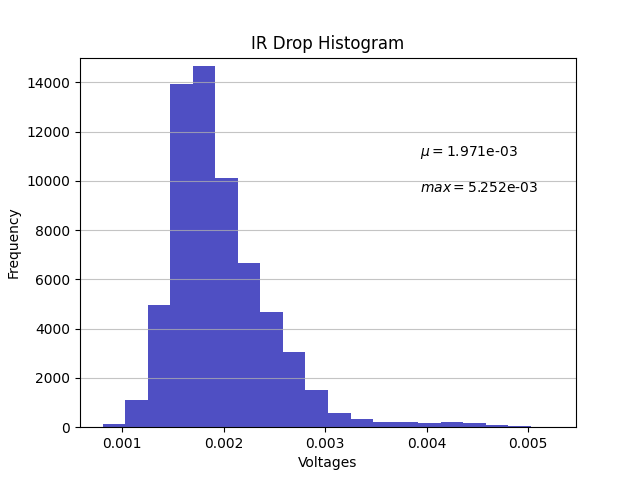 IR Drop Histogram
14000
12000
10000
8000
6000
4000
2000
0
Frequency
μ = 1.971e-03
max = 5.252e-03
0.001 0.002 0.003 0.004 0.005
Voltages